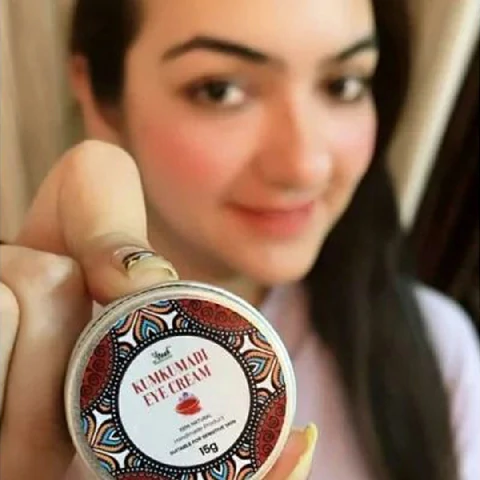 KUMKUMADI
EYE CREAM
100% NATURAL
Handmade Product
SUITABLE FOR SENSITIVE SKIN
15g